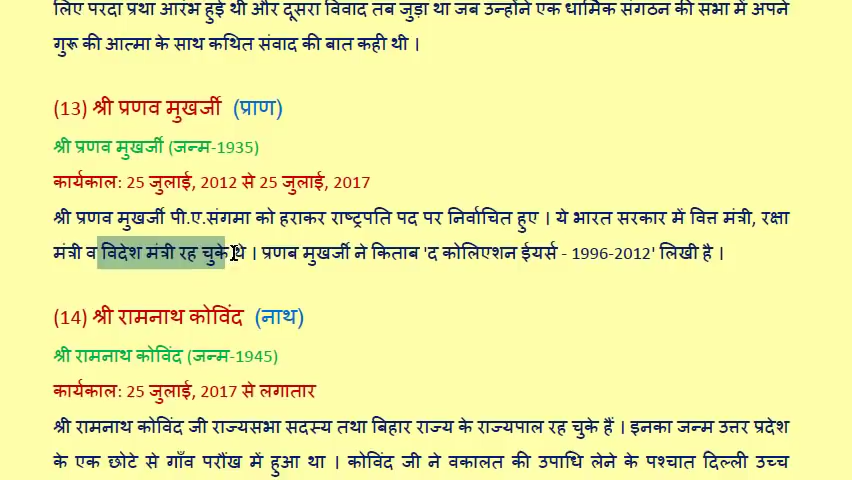 लिए परदा प्रथा आरंभ हुई थी और दूसरा विवाद तब जुड़ा था जब उन्होंने एक धार्मिक संगठन की सभा में अपने
गुरू की आत्मा के साथ कथित संवाद की बात कही थी ।
(13) श्री प्रणव मुखर्जी (प्राण)
श्री प्रणव मुखर्जी (जन्म-1935)
कार्यकाल: 25 जुलाई, 2012 से 25 जुलाई, 2017
श्री प्रणव मुखर्जी पी.ए.संगमा को हराकर राष्ट्रपति पद पर निर्वाचित हुए । ये भारत सरकार में वित्त मंत्री, रक्षा
मंत्री व विदेश मंत्री रह चुके थे । प्रणब मुखर्जी ने किताब 'द कोलिएशन ईयर्स - 1996-2012' लिखी है ।
(14) श्री रामनाथ कोविंद (नाथ)
श्री रामनाथ कोविंद (जन्म-1945)
कार्यकाल: 25 जुलाई, 2017 से लगातार
श्री रामनाथ कोविंद जी राज्यसभा सदस्य तथा बिहार राज्य के राज्यपाल रह चुके हैं । इनका जन्म उत्तर प्रदेश
के एक छोटे से गाँव परौंख में हुआ था । कोविंद जी ने वकालत की उपाधि लेने के पश्चात दिल्ली उच्च